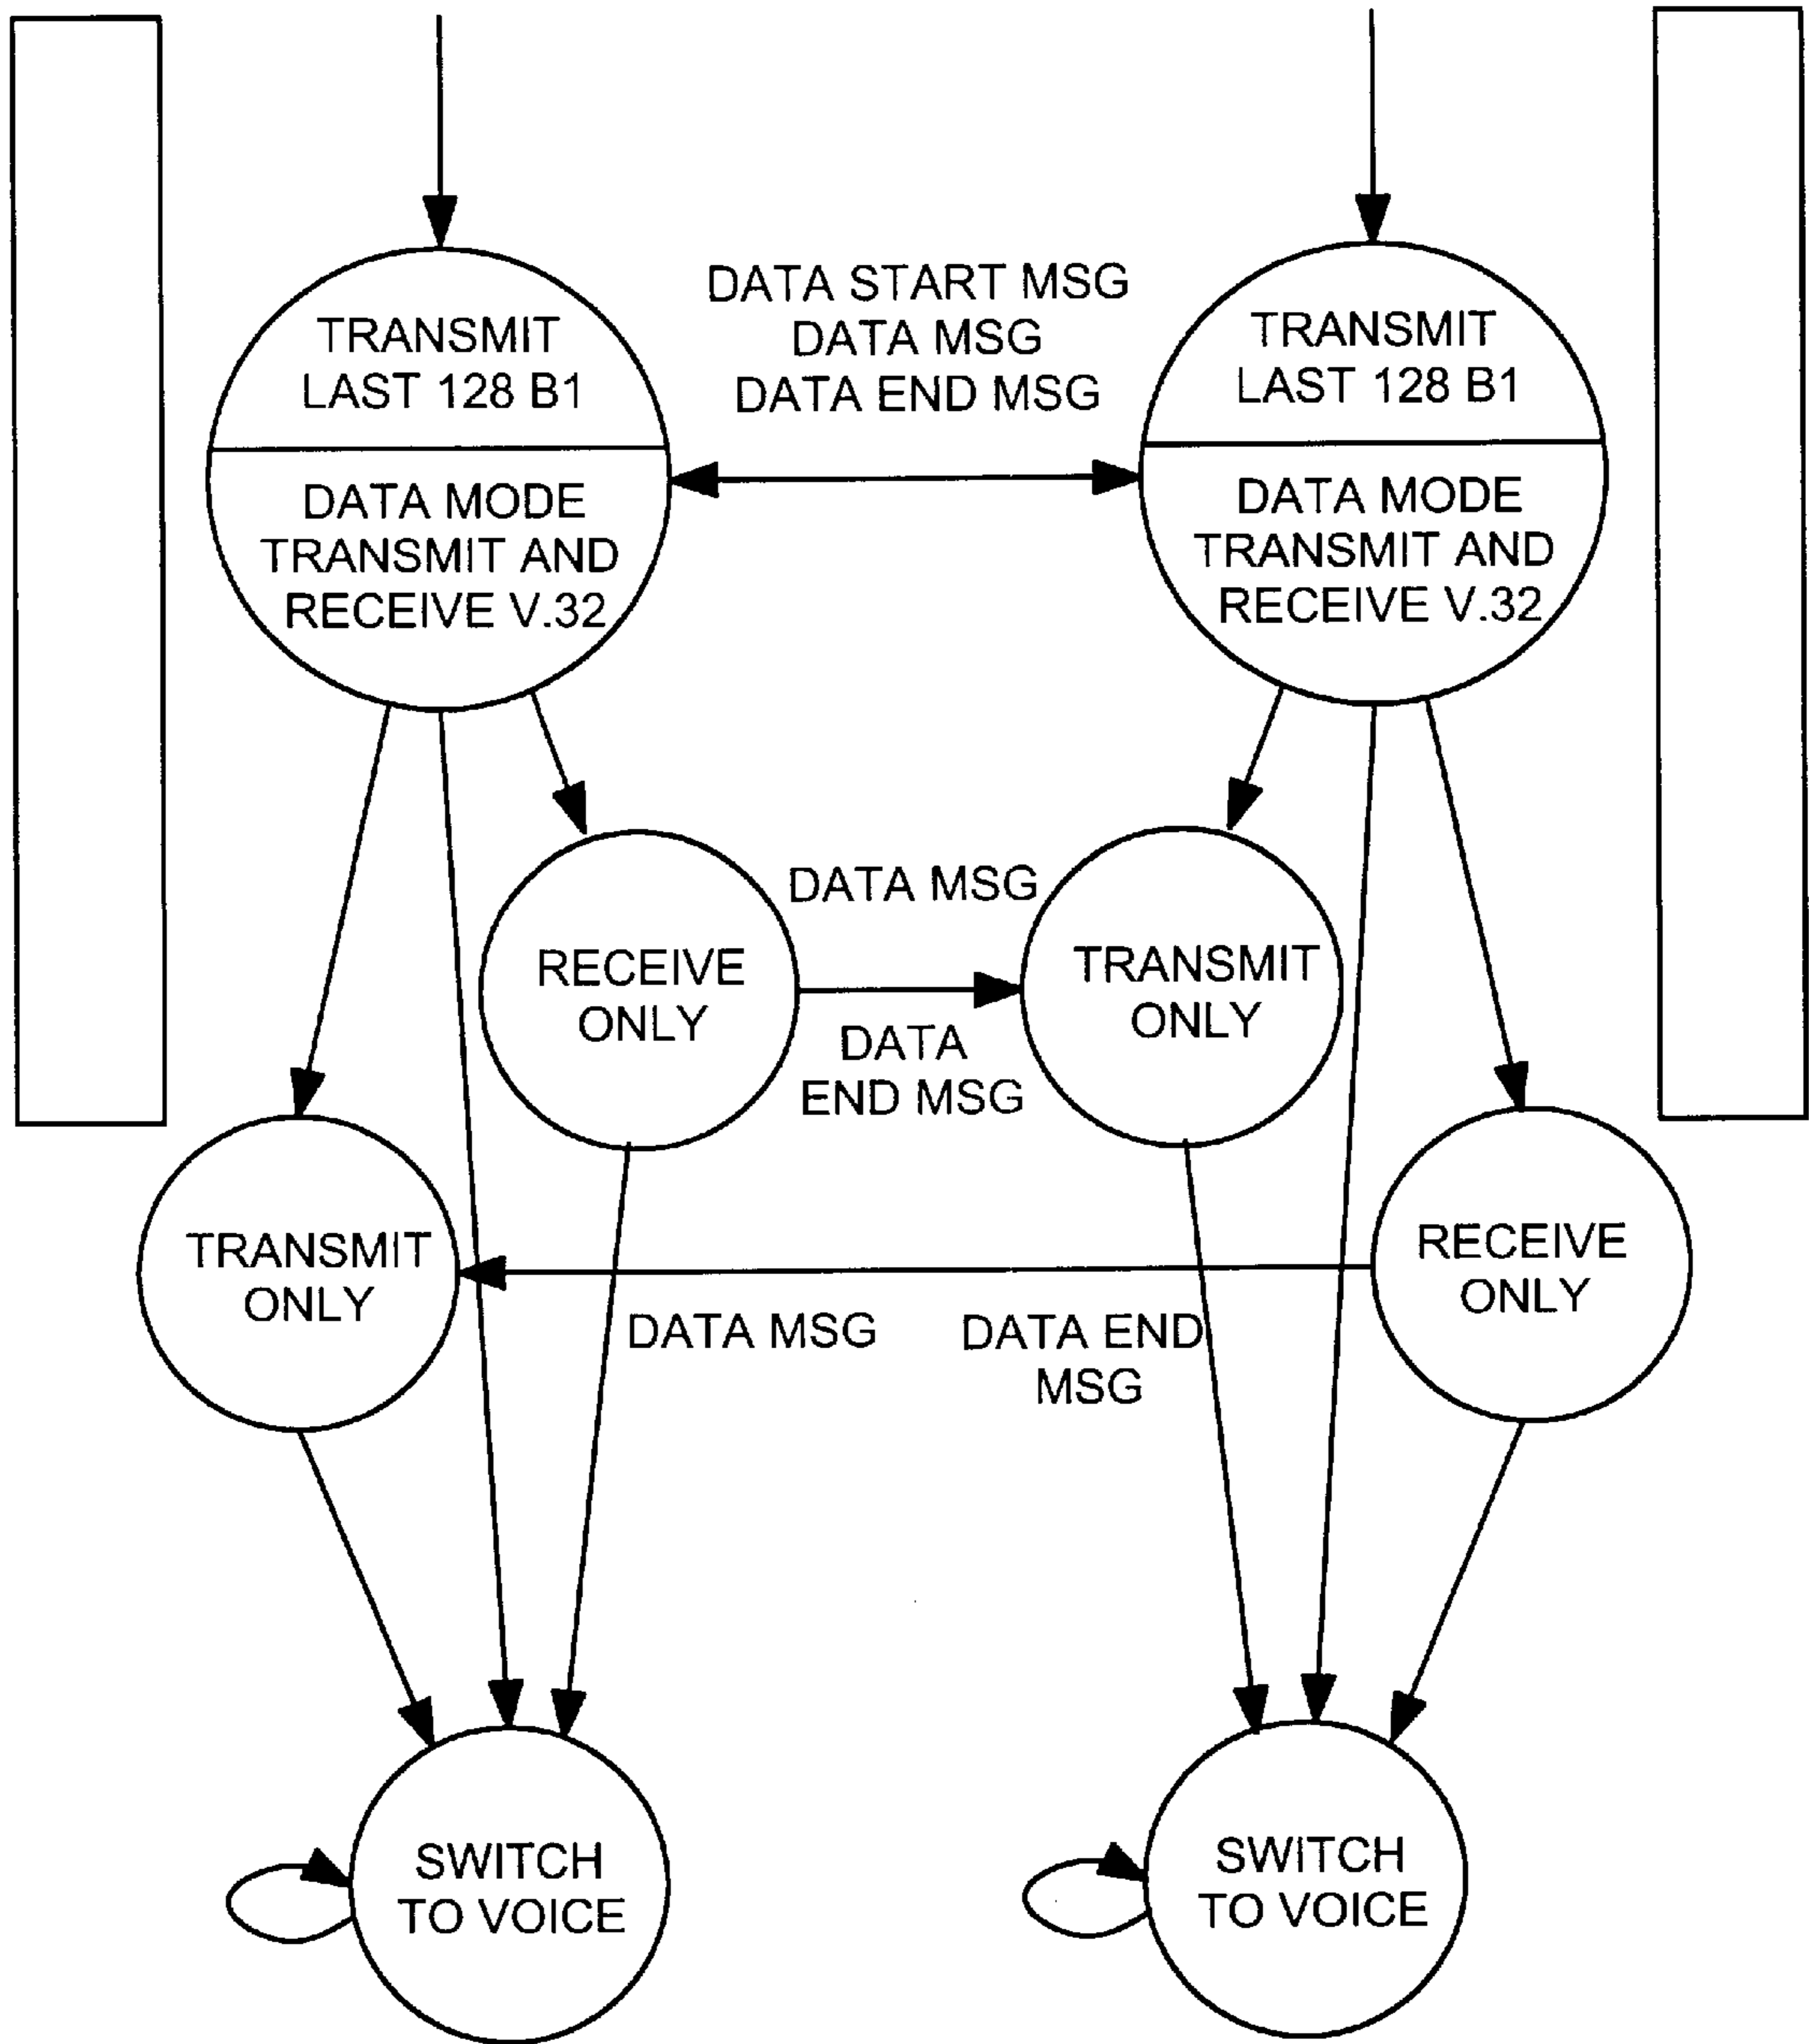 DATA START MSG
DATA MSG
DATA END MSG
TRANSMIT
LAST 128 B1
DATA MODE
TRANSMIT AND
RECEIVE V.32
TRANSMIT
LAST 128 B1
DATA MODE
TRANSMIT AND
RECEIVE V.32
DATA MSG
RECEIVE
ONLY
TRANSMIT
ONLY
DATA
END MSG
TRANSMIT
ONLY
RECEIVE
ONLY
DATA MSG
DATA END
MSG
SWITCH
TO VOICE
SWITCH
TO VOICE